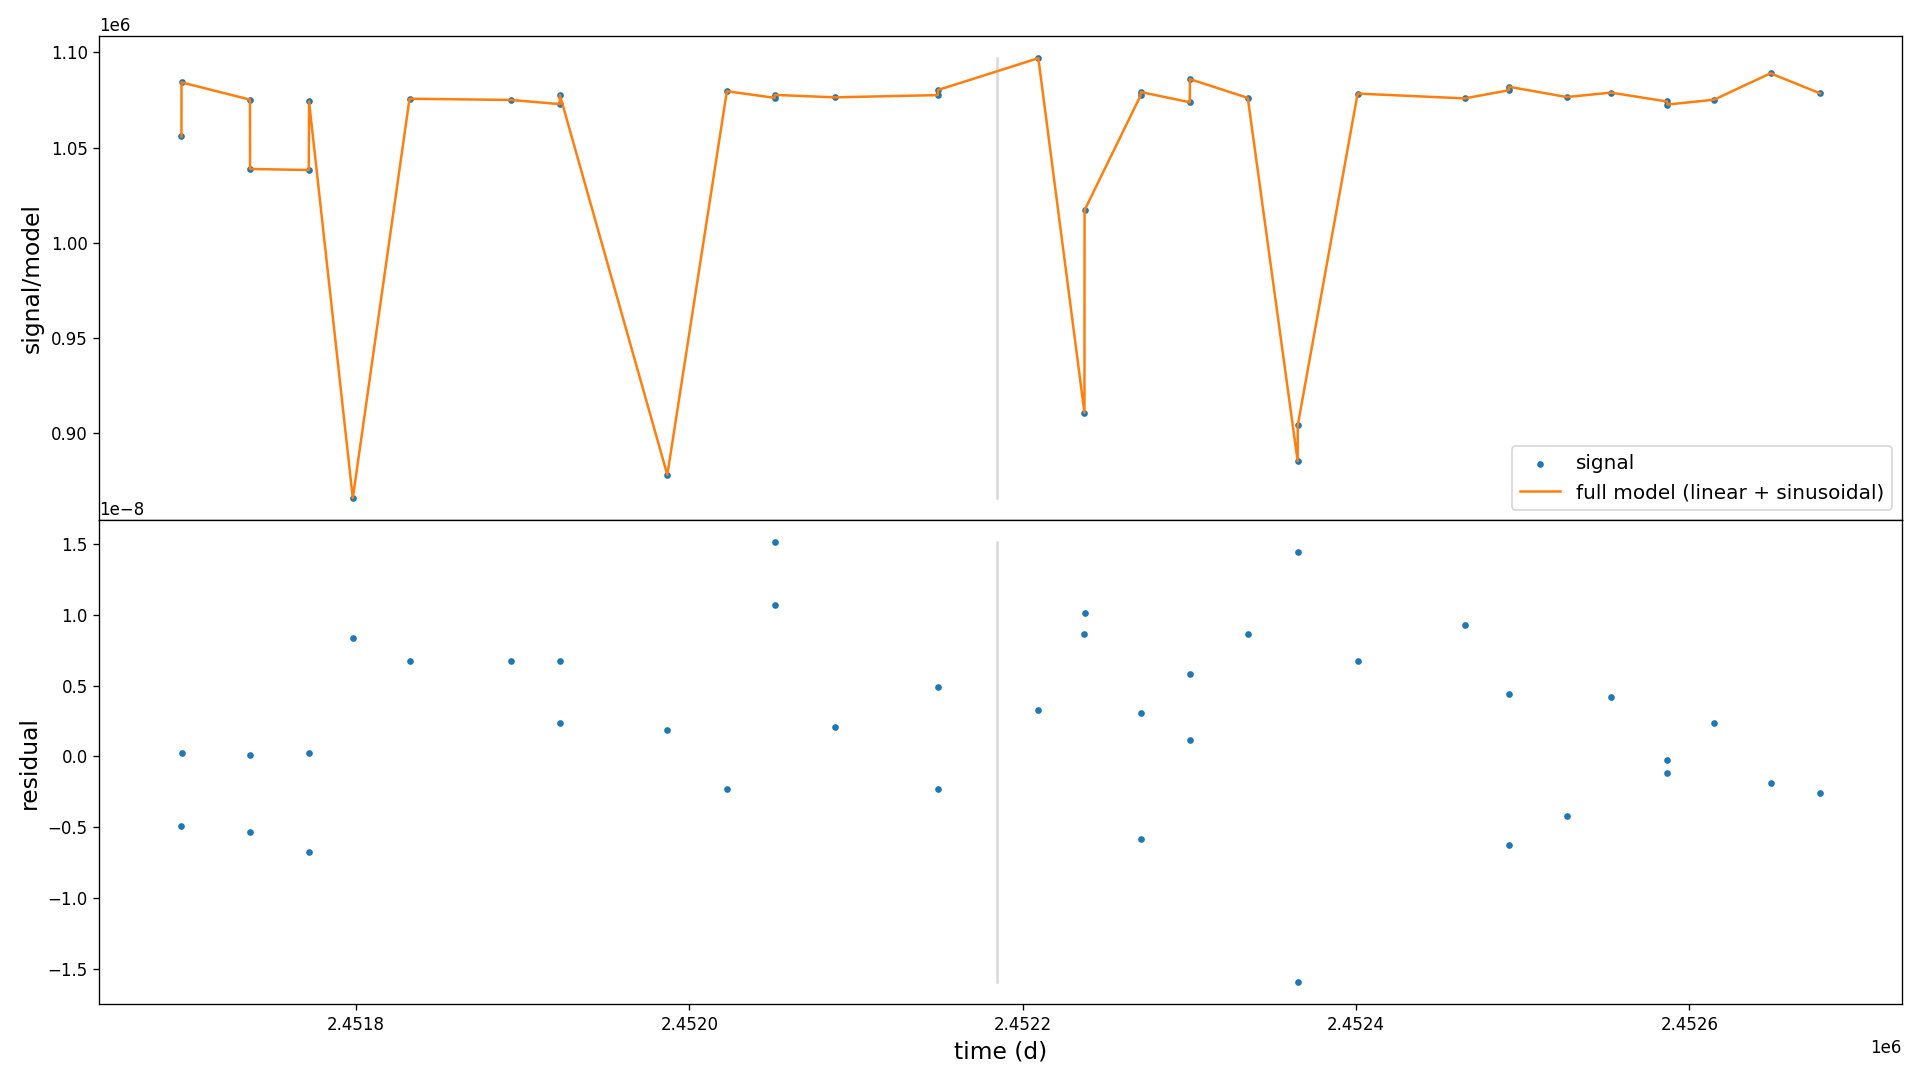 1e6
1.10
1.05
1.00
0.95
0.90
signal/model
signal
full model (linear + sinusoidal)
1e−8
1.5
1.0
0.5
0.0
−0.5
−1.0
−1.5
residual
2.4518
2.4520
2.4522
2.4524
2.4526
time (d)
1e6